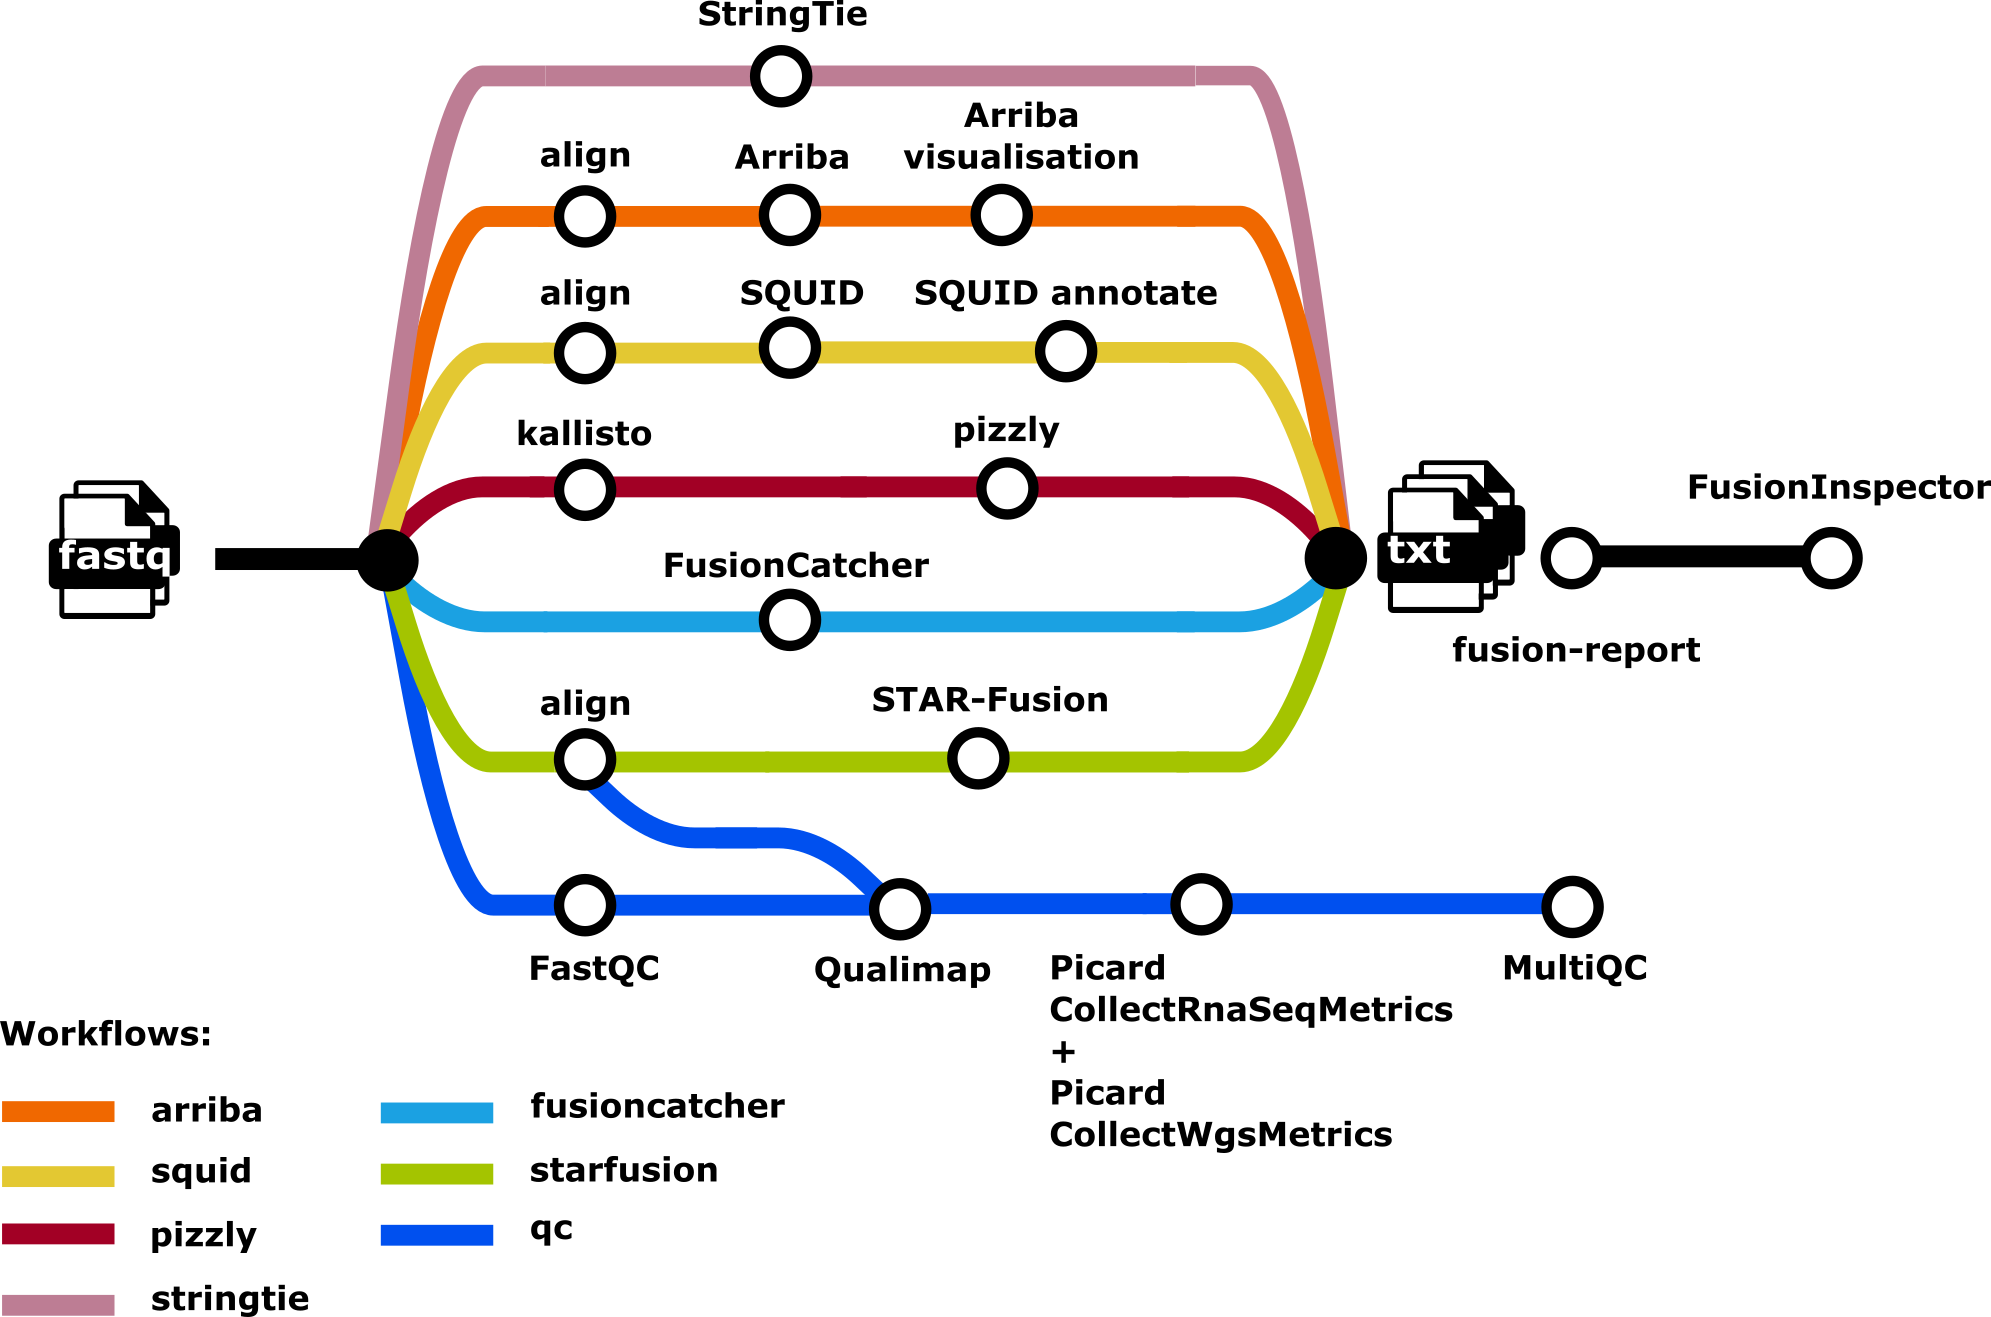 StringTie
Arriba
visualisation
align
Arriba
align
SQUID
SQUID annotate
kallisto
pizzly
fastq
FusionCatcher
txt
FusionInspector
fusion-report
align
STAR-Fusion
FastQC
Qualimap
Picard
CollectRnaSeqMetrics
+
Picard
CollectWgsMetrics
MultiQC
Workflows:
arriba
squid
pizzly
stringtie
fusioncatcher
starfusion
qc